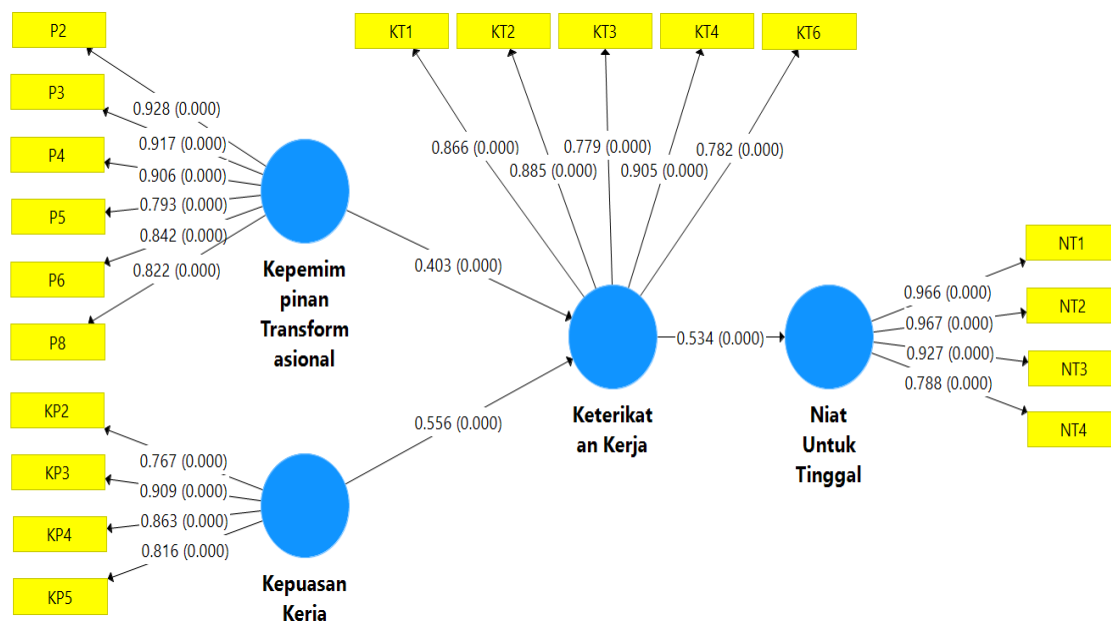 P2
P3
P4
P5
P6
P8
0.928 (0.000)
0.917 (0.000)
0.906 (0.000)
0.793 (0.000)
0.842 (0.000)
0.822 (0.000)
Kepemim
pinan
Transform
asional
KP2
KP3
KP4
KP5
0.767 (0.000)
0.909 (0.000)
0.863 (0.000)
0.816 (0.000)
Kepuasan
Kerja
0.403 (0.000)
0.556 (0.000)
KT1
KT2
KT3
KT4
KT6
0.866 (0.000)
0.885 (0.000)
0.779 (0.000)
0.905 (0.000)
0.782 (0.000)
Keterikat
an Kerja
0.534 (0.000)
Niat
Untuk
Tinggal
0.966 (0.000)
0.967 (0.000)
0.927 (0.000)
0.788 (0.000)
NT1
NT2
NT3
NT4